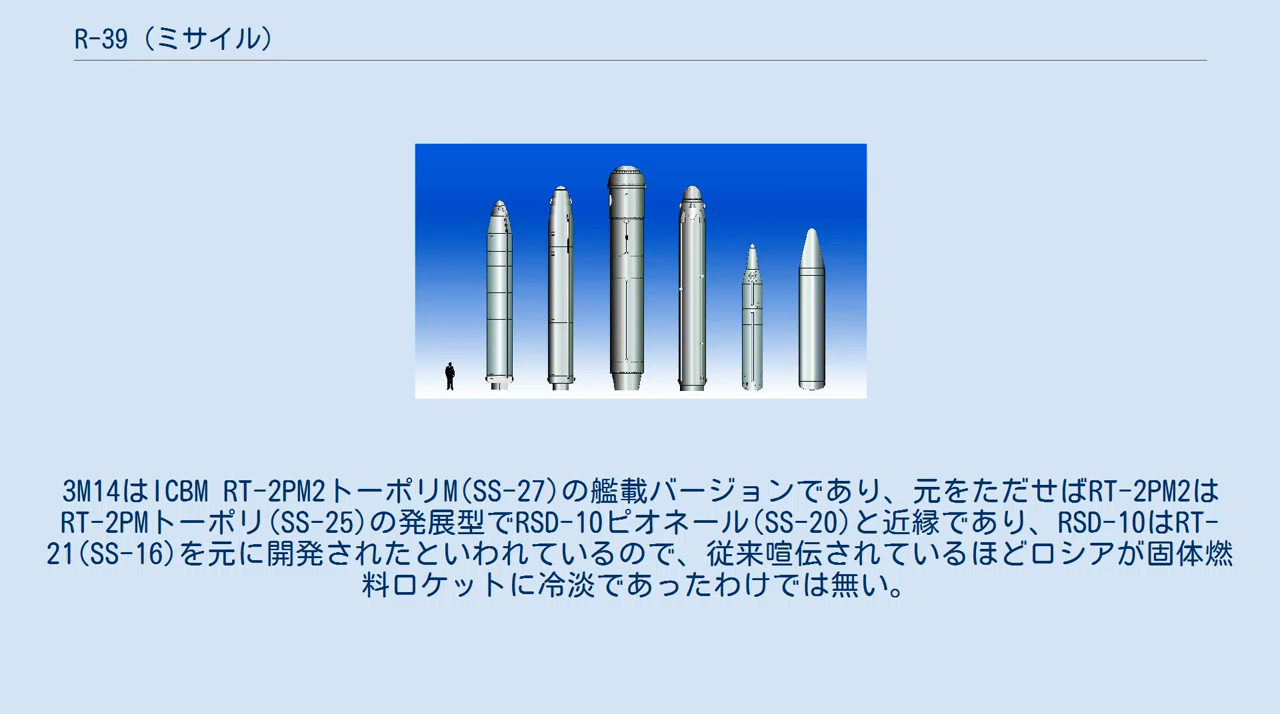 R-39 (ミサイル)
3M14はICBM RT-2PM2トーポリM(SS-27)の艦載バージョンであり、元をただせばRT-2PM2は
RT-2PMトーポリ(SS-25)の発展型でRSD-10ピオネール(SS-20)と近縁であり、RSD-10はRT-
21(SS-16)を元に開発されたといわれているので、従来喧伝されているほどロシアが固体燃
料ロケットに冷淡であったわけでは無い。